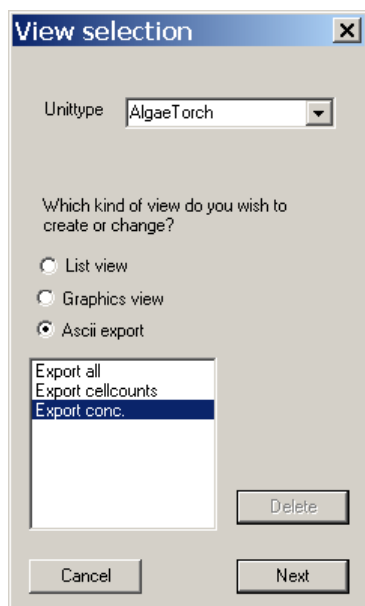 View selection
Unittype
AlgaeTorch
Which kind of view do you wish to
create or change?
List view
Graphics view
Ascii export
Export all
Export cellcounts
Export conc.
Delete
Cancel
Next